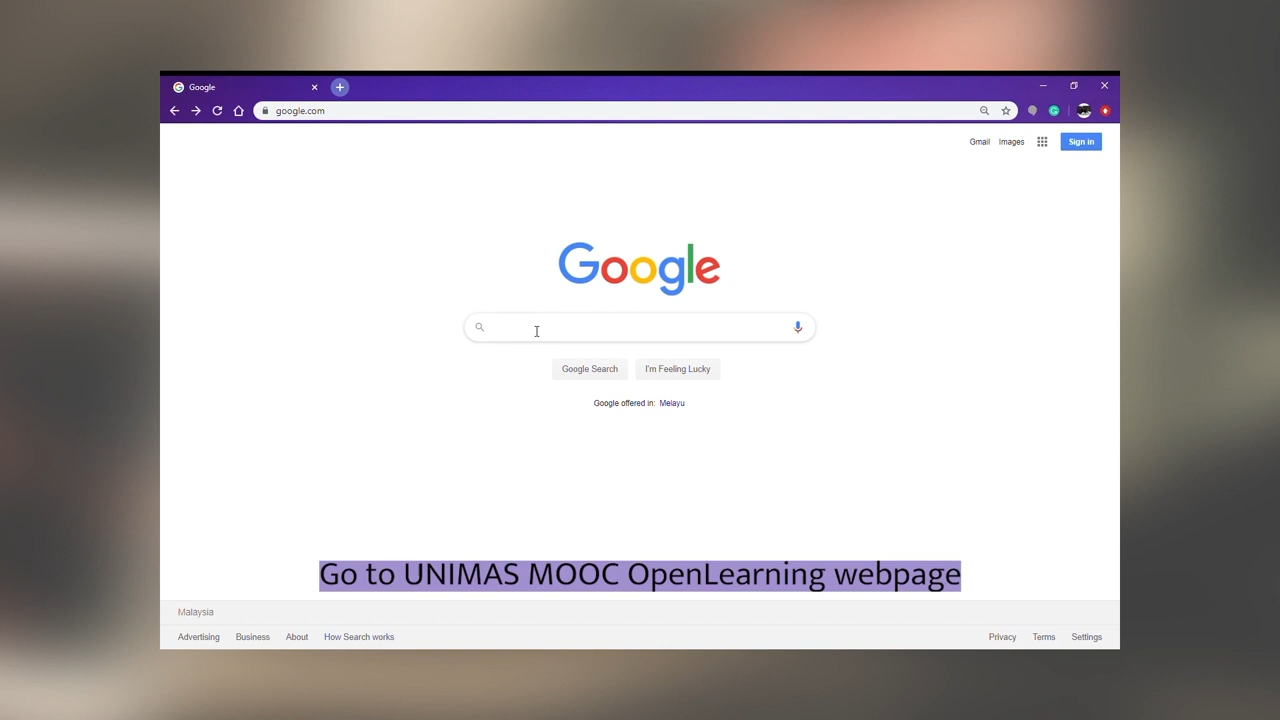 Google
google.com
Gmail Images Sign in
Google
Google Search I'm Feeling Lucky
Google offered in: Melayu
Go to UNIMAS MOOC OpenLearning webpage
Malaysia
Advertising Business About How Search works Privacy Terms Settings